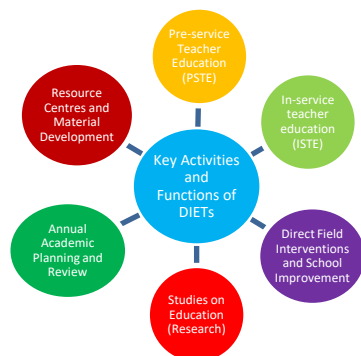 Pre-service
Teacher
Education
(PSTE)
In-service
teacher
education
(ISTE)
Direct Field
Interventions
and School
Improvement
Studies on
Education
(Research)
Annual
Academic
Planning and
Review
Resource
Centres and
Material
Development
Key Activities
and
Functions of
DIETs